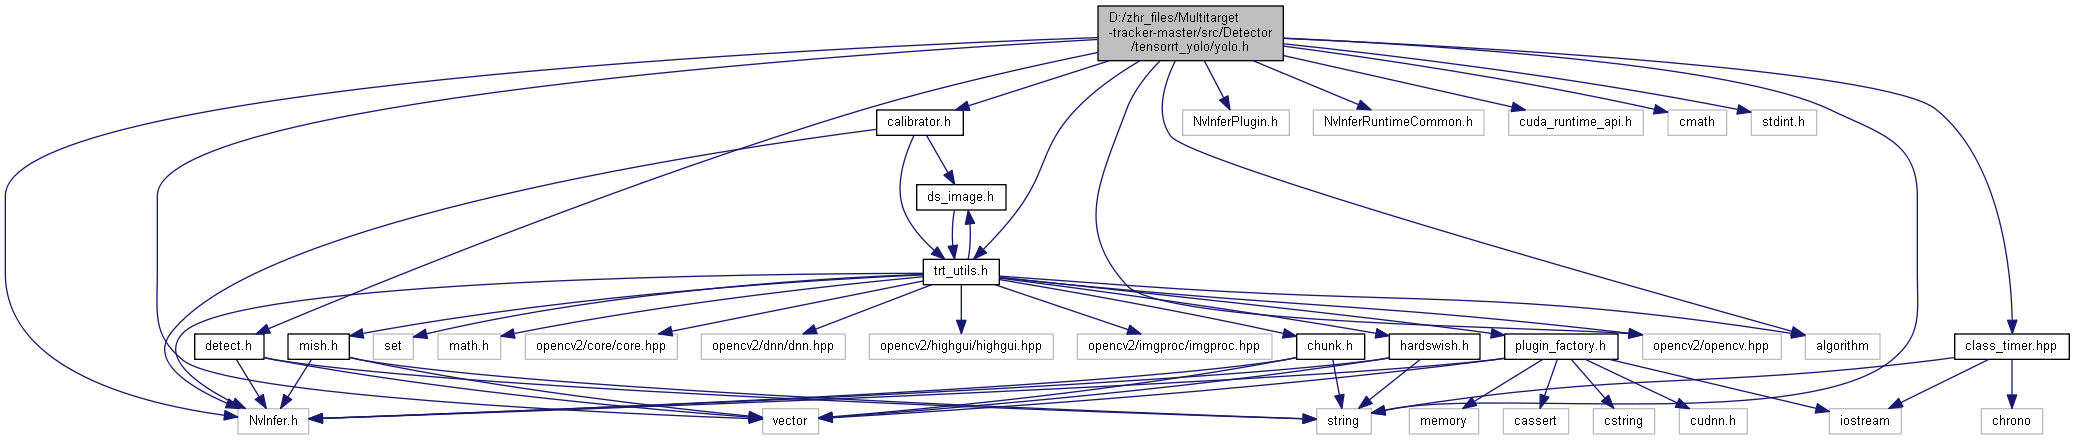 D:/zhr_files/Multitarget
-tracker-master/src/Detector
/tensorrt_yolo/yolo.h
calibrator.h
NvInferPlugin.h
NvInferRuntimeCommon.h
cuda_runtime_api.h
cmath
stdint.h
ds_image.h
trt_utils.h
detect.h
mish.h
set
math.h
opencv2/core/core.hpp
opencv2/dnn/dnn.hpp
opencv2/highgui/highgui.hpp
opencv2/imgproc/imgproc.hpp
chunk.h
hardswish.h
plugin_factory.h
opencv2/opencv.hpp
algorithm
class_timer.hpp
NvInfer.h
vector
string
memory
cassert
cstring
cudnn.h
iostream
chrono